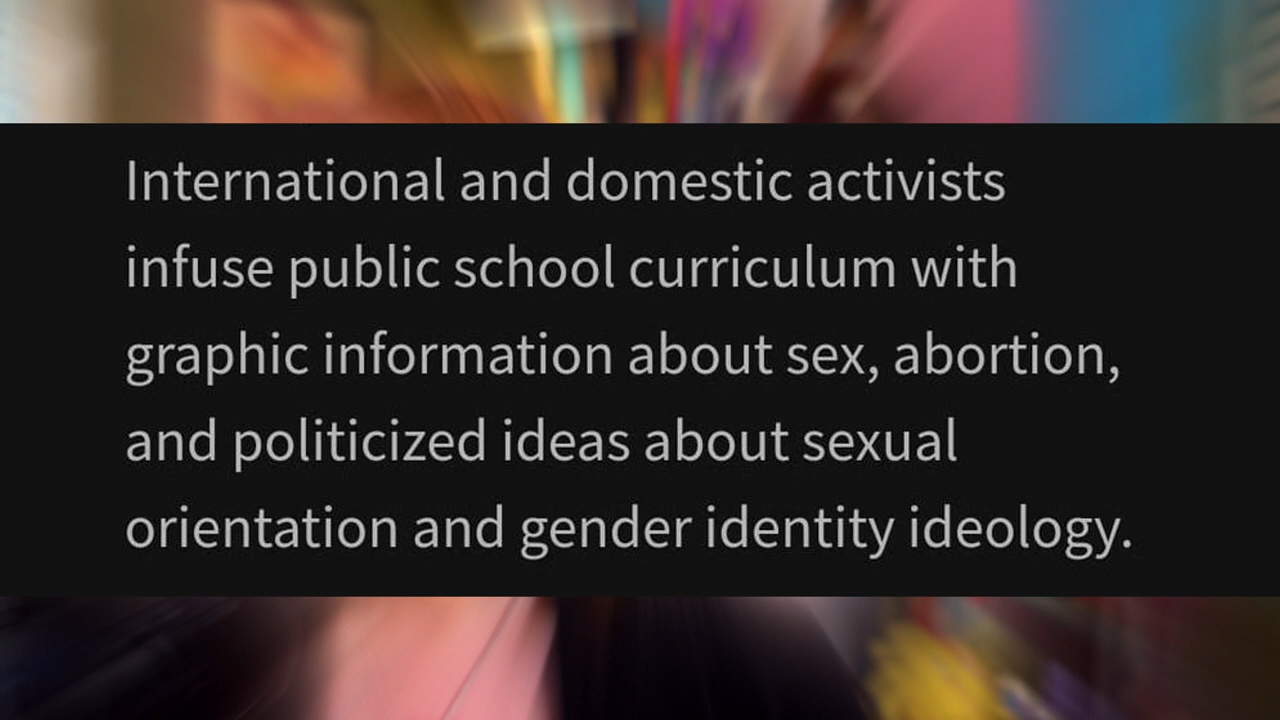 International and domestic activists
infuse public school curriculum with
graphic information about sex, abortion,
and politicized ideas about sexual
orientation and gender identity ideology.